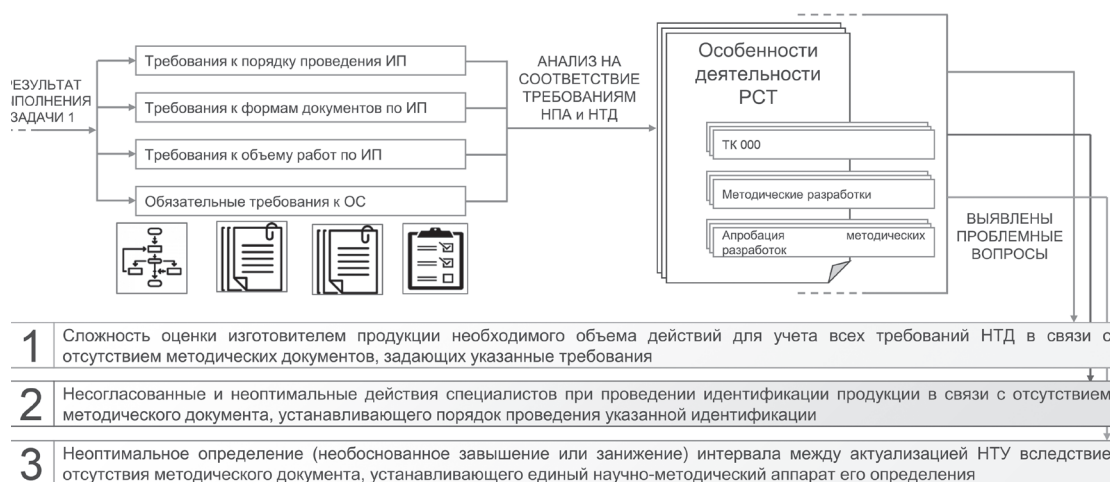 РЕЗУЛЬТАТ
ЗАДАЧИ 1
Требования к порядку проведения ИП
Требования к формам документов по ИП
Требования к объему работ по ИП
Обязательные требования к ОС
АНАЛИЗ НА
СООТВЕТСТВИЕ
ТРЕБОВАНИЯМ
НПА и НТД
Особенности
деятельности
РСТ
ТК 000
Методические разработки
Апробация методических
разработок
ВЫЯВЛЕНЫ
ПРОБЛЕМНЫЕ
ВОПРОСЫ
1 Сложность оценки изготовителем продукции необходимого объема действий для учета всех требований НТД в связи с
отсутствием методических документов, задающих указанные требования
2 Несогласованные и неоптимальные действия специалистов при проведении идентификации продукции в связи с отсутствием
методического документа, устанавливающего порядок проведения указанной идентификации
3 Неоптимальное определение (необоснованное завышение или занижение) интервала между актуализацией НТУ вследствие
отсутствия методического документа, устанавливающего единый научно-методический аппарат его определения